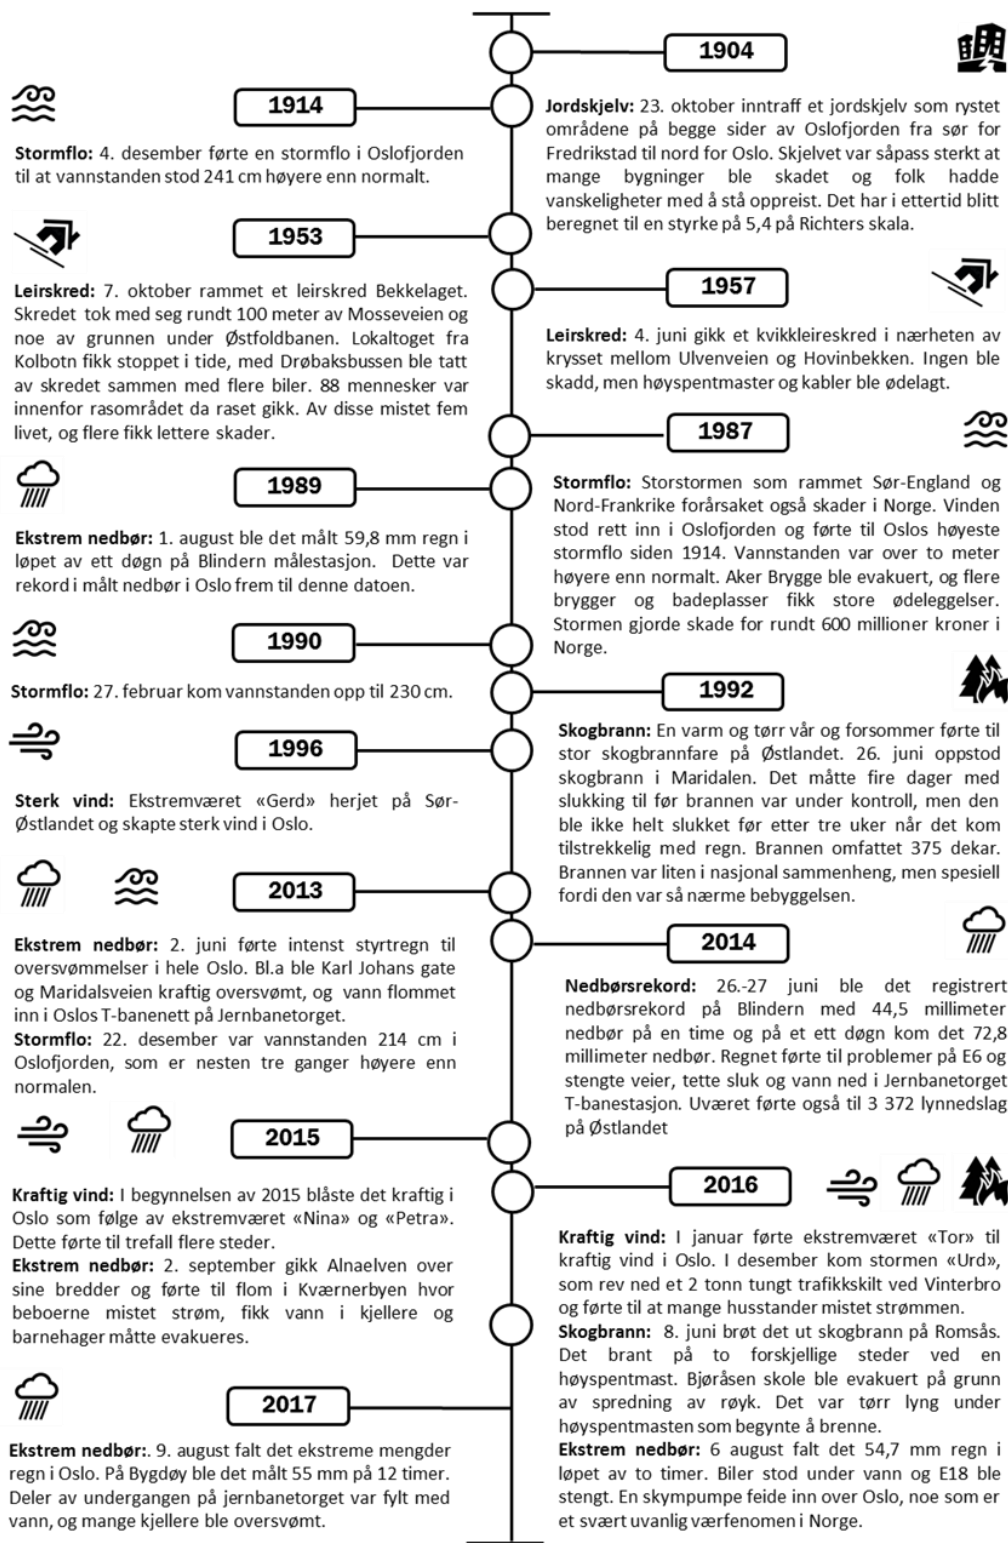 1904
Jordskjelv: 23. oktober inntraff et jordskjelv som rystet
områdene på begge sider av Oslofjorden fra sør for
Fredrikstad til nord for Oslo. Skjelvet var såpass sterkt at
mange bygninger ble skadet og folk hadde
vanskeligheter med å stå oppreist. Det har i ettertid blitt
beregnet til en styrke på 5,4 på Richters skala.
1914
Stormflo: 4. desember førte en stormflo i Oslofjorden
til at vannstanden stod 241 cm høyere enn normalt.
1953
Leirskred: 7. oktober rammet et leirskred Bekkelaget.
Skredet tok med seg rundt 100 meter av Mosseveien og
noe av grunnen under Østfoldbanen. Lokaltoget fra
Kolbotn fikk stoppet i tide, med Drøbaksbussen ble tatt
av skredet sammen med flere biler. 88 mennesker var
innenfor rasområdet da raset gikk. Av disse mistet fem
livet, og flere fikk lettere skader.
1957
Leirskred: 4. juni gikk et kvikkleireskred i nærheten av
krysset mellom Ulvenveien og Hovinbekken. Ingen ble
skadd, men høyspentmaster og kabler ble ødelagt.
1987
Stormflo: Storstormen som rammet Sør-England og
Nord-Frankrike forårsaket også skader i Norge. Vinden
stod rett inn i Oslofjorden og førte til Oslos høyeste
stormflo siden 1914. Vannstanden var over to meter
høyere enn normalt. Aker Brygge ble evakuert, og flere
brygger og badeplasser fikk store ødeleggelser.
Stormen gjorde skade for rundt 600 millioner kroner i
Norge.
1989
Ekstrem nedbør: 1. august ble det målt 59,8 mm regn i
løpet av ett døgn på Blindern målestasjon. Dette var
rekord i målt nedbør i Oslo frem til denne datoen.
1990
Stormflo: 27. februar kom vannstanden opp til 230 cm.
1992
Skogbrann: En varm og tørr vår og forsommer førte til
stor skogbrannfare på Østlandet. 26. juni oppstod
skogbrann i Maridalen. Det måtte fire dager med
slukking til før brannen var under kontroll, men den
ble ikke helt slukket før etter tre uker når det kom
tilstrekkelig med regn. Brannen omfattet 375 dekar.
Brannen var liten i nasjonal sammenheng, men spesiell
fordi den var så nærme bebyggelsen.
1996
Sterk vind: Ekstremværet «Gerd» herjet på Sør-
Østlandet og skapte sterk vind i Oslo.
2013
Ekstrem nedbør: 2. juni førte intenst styrtregn til
oversvømmelser i hele Oslo. Bl.a ble Karl Johans gate
og Maridalsveien kraftig oversvømt, og vann flommet
inn i Oslos T-banenett på Jernbanetorget.
Stormflo: 22. desember var vannstanden 214 cm i
Oslofjorden, som er nesten tre ganger høyere enn
normalen.
2014
Nedbørsrekord: 26.-27 juni ble det registrert
nedbørsrekord på Blindern med 44,5 millimeter
nedbør på en time og på et ett døgn kom det 72,8
millimeter nedbør. Regnet førte til problemer på E6 og
stengte veier, tette sluk og vann ned i Jernbanetorget
T-banestasjon. Uværet førte også til 3 372 lynnedslag
på Østlandet
2015
Kraftig vind: I begynnelsen av 2015 blåste det kraftig i
Oslo som følge av ekstremværet «Nina» og «Petra».
Dette førte til trefall flere steder.
Ekstrem nedbør: 2. september gikk Alnaelven over
sine bredder og førte til flom i Kværnerbyen hvor
beboerne mistet strøm, fikk vann i kjellere og
barnehager måtte evakueres.
2016
Kraftig vind: I januar førte ekstremværet «Tor» til
kraftig vind i Oslo. I desember kom stormen «Urd»,
som rev ned et 2 tonn tungt trafikkskilt ved Vinterbro
og førte til at mange husstander mistet strømmen.
Skogbrann: 8. juni brøt det ut skogbrann på Romsås.
Det brant på to forskjellige steder ved en
høyspentmast. Bjøråsen skole ble evakuert på grunn
av spredning av røyk. Det var tørr lyng under
høyspentmasten som begynte å brenne.
Ekstrem nedbør: 6 august falt det 54,7 mm regn i
løpet av to timer. Biler stod under vann og E18 ble
stengt. En skympumpe feide inn over Oslo, noe som er
et svært uvanlig værfenomen i Norge.
2017
Ekstrem nedbør:. 9. august falt det ekstreme mengder
regn i Oslo. På Bygdøy ble det målt 55 mm på 12 timer.
Deler av undergangen på jernbanetorget var fylt med
vann, og mange kjellere ble oversvømt.